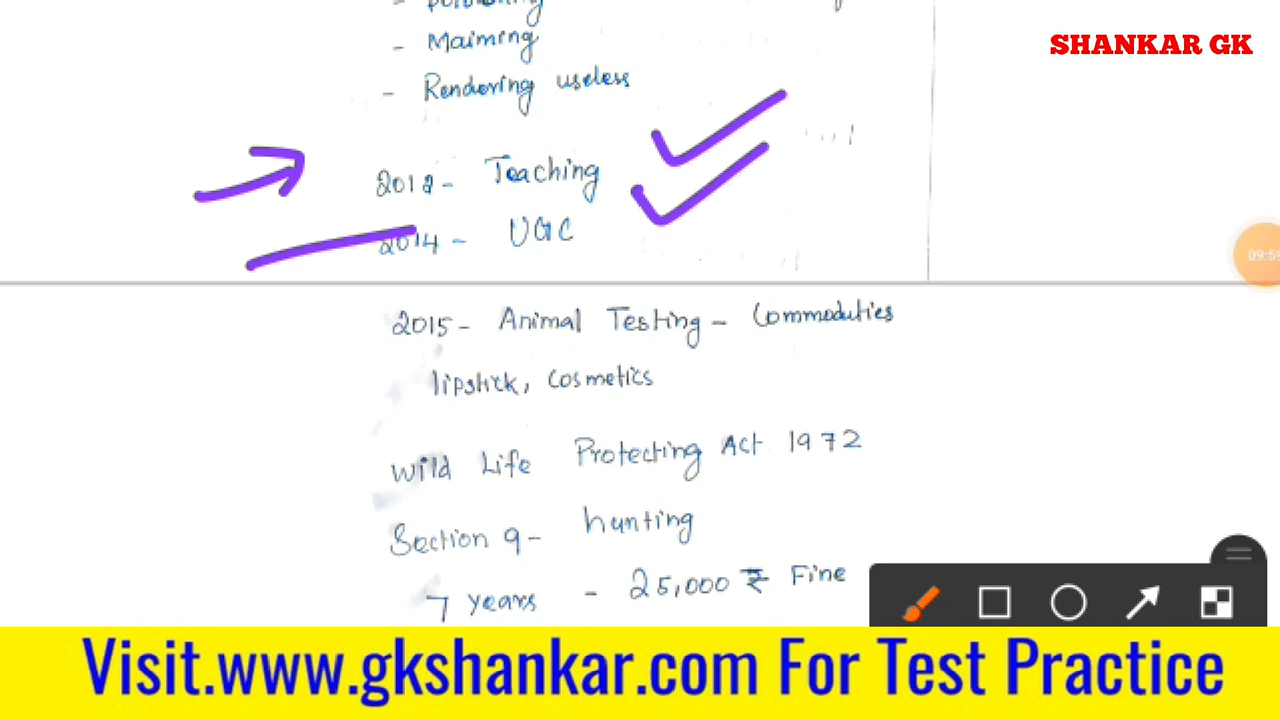 SHANKAR GK
- Maiming
- Rendering useless
2012- Teaching
2014 - UGC
2015 - Animal Testing - Commodities
lipstick, cosmetics
Wild Life Protecting Act 1972
Section 9 - hunting
7 years - 25,000 ₹ Fine
Visit.www.gkshankar.com For Test Practice